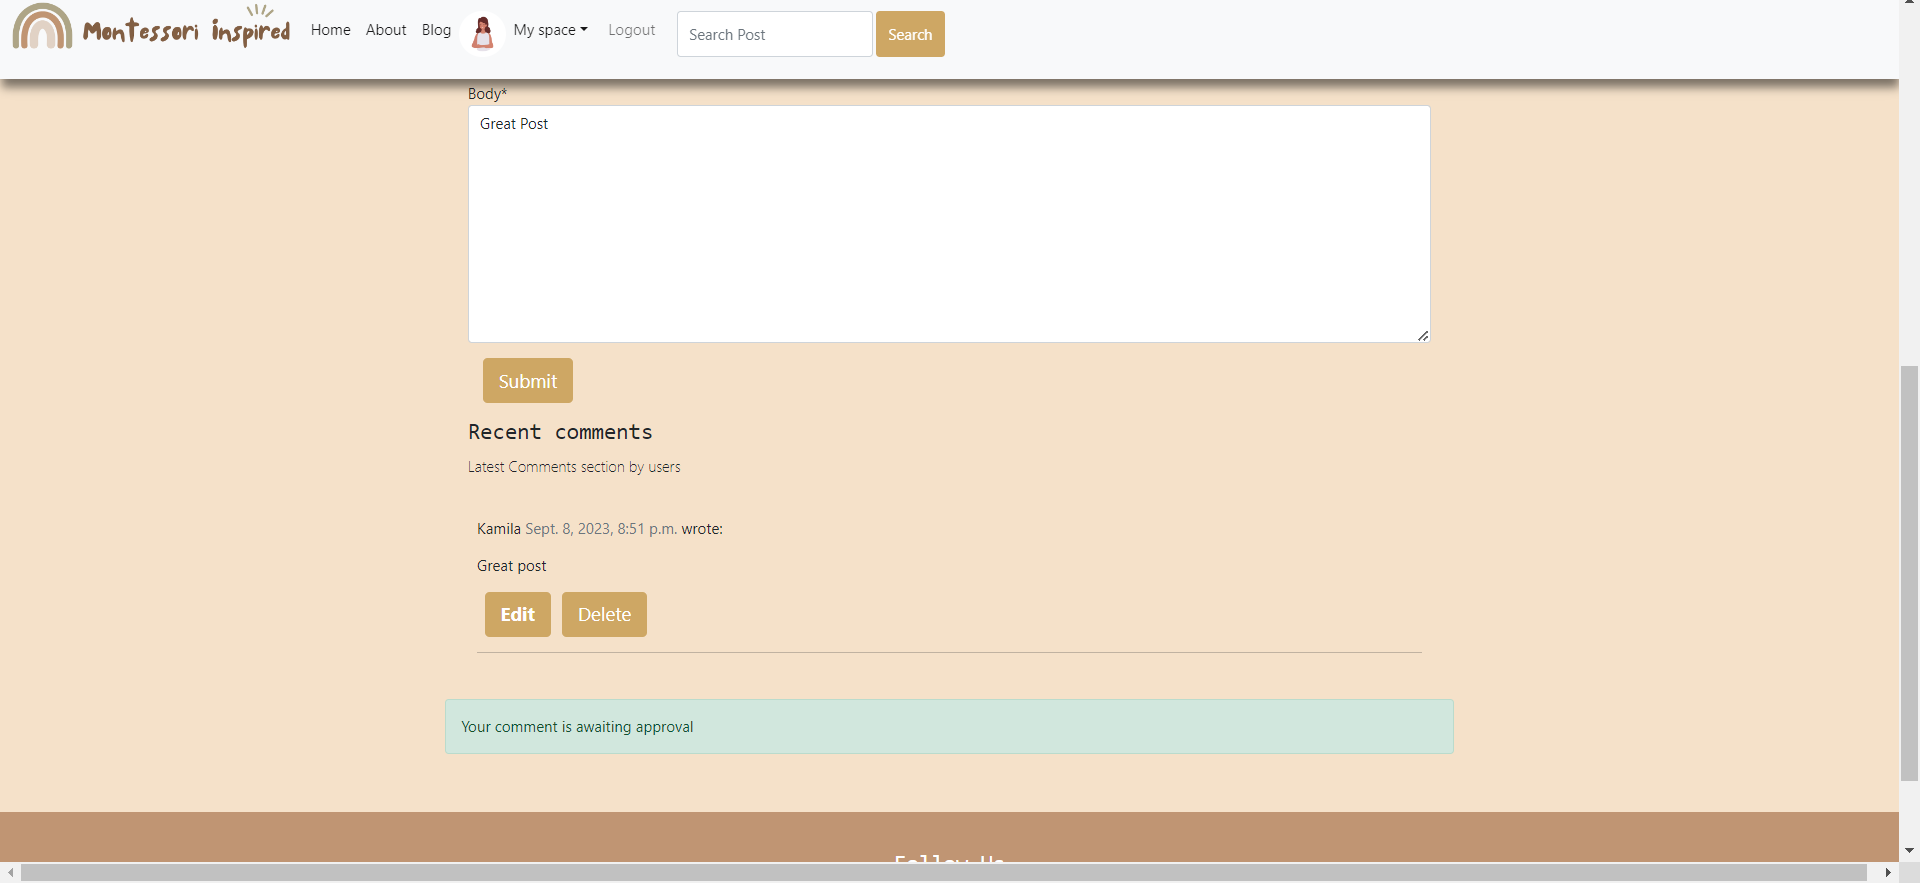 Montessori inspired Home About Blog My space Logout Search Post Search
Body*
Great Post
Submit
Recent comments
Latest Comments section by users
Kamila Sept. 8, 2023, 8:51 p.m. wrote:
Great post
Edit Delete
Your comment is awaiting approval
Follow Us